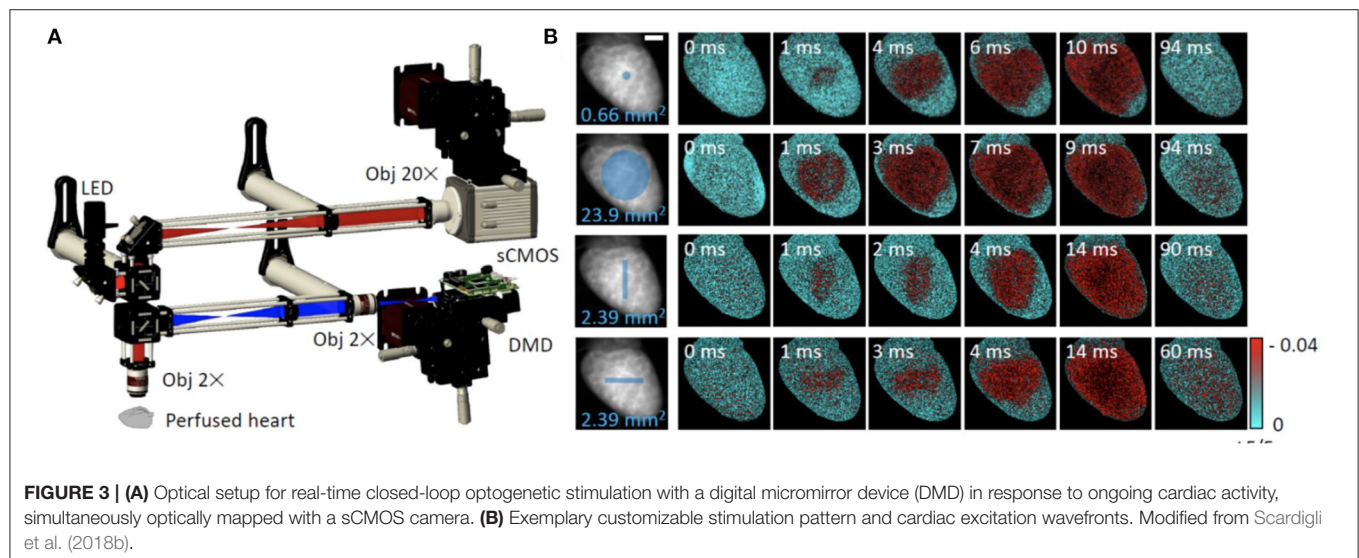 A
B
LED
Obj 20×
sCMOS
Obj 2×
DMD
Obj 2×
Perfused heart
0.66 mm²
0 ms
1 ms
4 ms
6 ms
10 ms
94 ms
23.9 mm²
0 ms
1 ms
3 ms
7 ms
9 ms
94 ms
2.39 mm²
0 ms
1 ms
2 ms
4 ms
14 ms
90 ms
2.39 mm²
0 ms
1 ms
3 ms
4 ms
14 ms
60 ms
- 0.04
0
FIGURE 3 | (A) Optical setup for real-time closed-loop optogenetic stimulation with a digital micromirror device (DMD) in response to ongoing cardiac activity,
simultaneously optically mapped with a sCMOS camera. (B) Exemplary customizable stimulation pattern and cardiac excitation wavefronts. Modified from Scardigli
et al. (2018b).